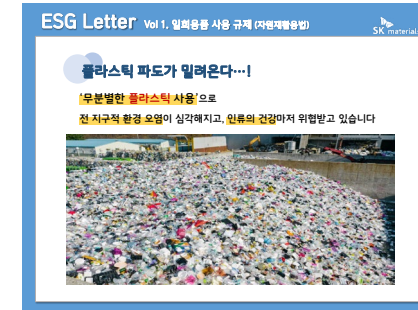 ESG Letter Vol 1. 일회용품 사용 규제 (자원재활용법)
SK materials
플라스틱 파도가 밀려온다…!
‘무분별한 플라스틱 사용’으로
전 지구적 환경 오염이 심각해지고, 인류의 건강마저 위협받고 있습니다